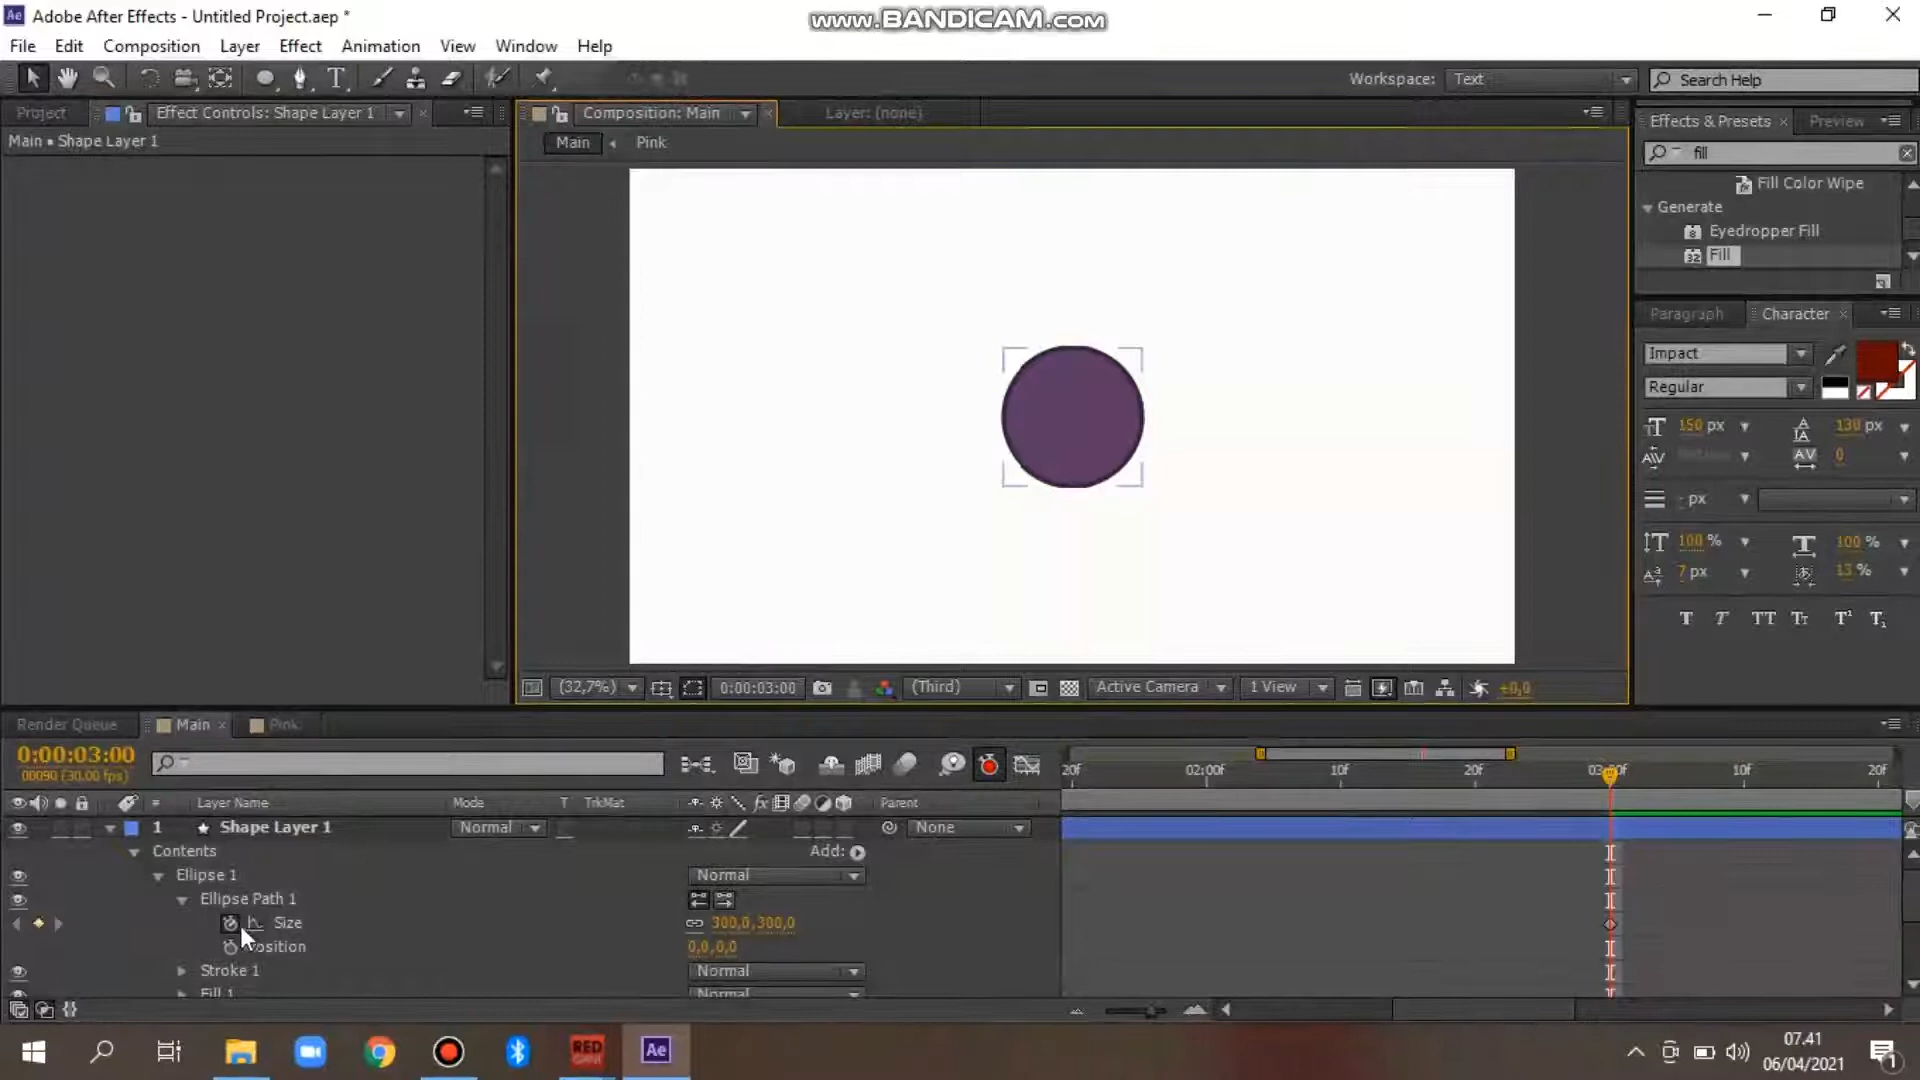 Adobe After Effects - Untitled Project.aep *
www.BANDICAM.com
File Edit Composition Layer Effect Animation View Window Help
Workspace: Text
Search Help
Project
Effect Controls: Shape Layer 1
Composition: Main
Layer: (none)
Effects & Presets
Preview
Main • Shape Layer 1
Main
Pink
fill
Fill Color Wipe
Generate
Eyedropper Fill
Fill
Paragraph
Character
Impact
Regular
150 px
130 px
0
- px
100 %
100 %
7 px
13 %
(32,7%)
0:00:03:00
(Third)
Active Camera
1 View
+0,0
Render Queue
Main
Pink
0:00:03:00
00090 (30.00 fps)
20f
02:00f
10f
20f
03:00f
10f
20f
# Layer Name Mode T TrkMat Parent
1 Shape Layer 1 Normal None
Contents Add:
Ellipse 1 Normal
Ellipse Path 1
Size 300,0,300,0
Position 0,0,0,0
Stroke 1 Normal
Fill 1 Normal
RED
Ae
07.41
06/04/2021
1